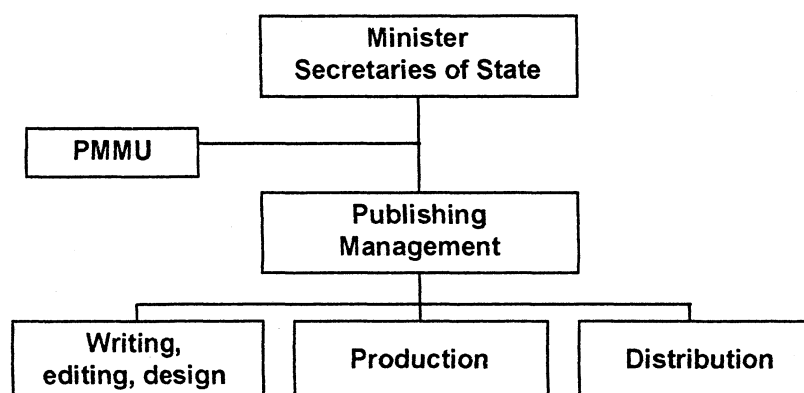 Minister
Secretaries of State
PMMU
Publishing
Management
Writing,
editing, design
Production
Distribution